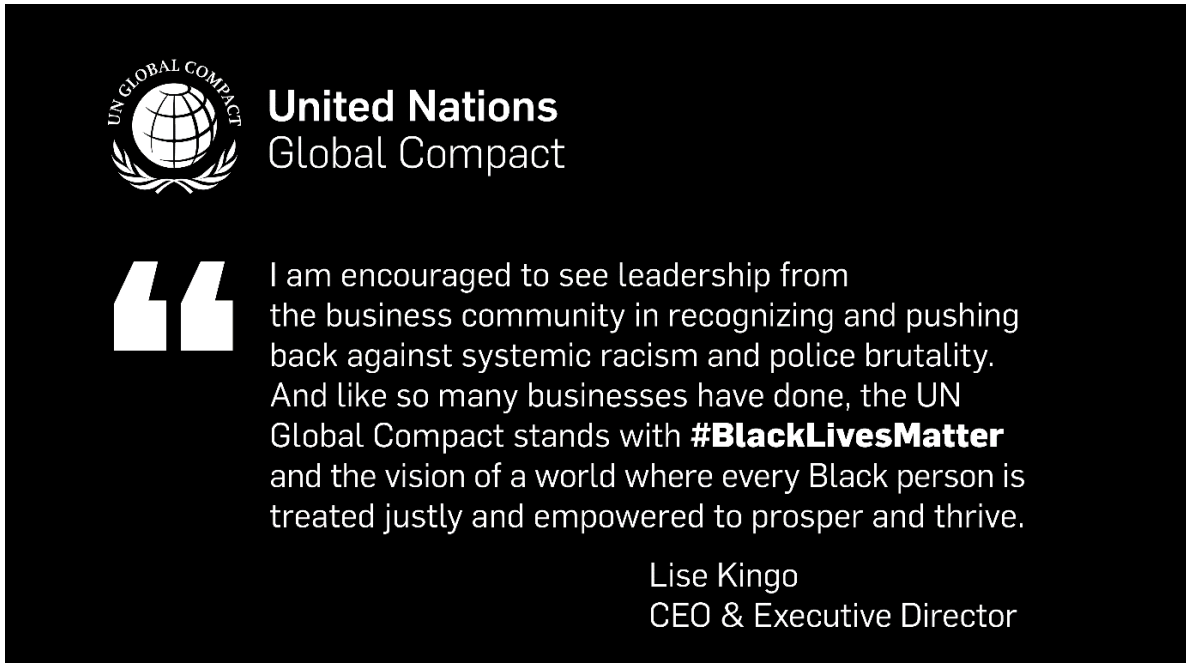 UN GLOBAL COMPACT
United Nations
Global Compact
“
I am encouraged to see leadership from
the business community in recognizing and pushing
back against systemic racism and police brutality.
And like so many businesses have done, the UN
Global Compact stands with #BlackLivesMatter
and the vision of a world where every Black person is
treated justly and empowered to prosper and thrive.
Lise Kingo
CEO & Executive Director